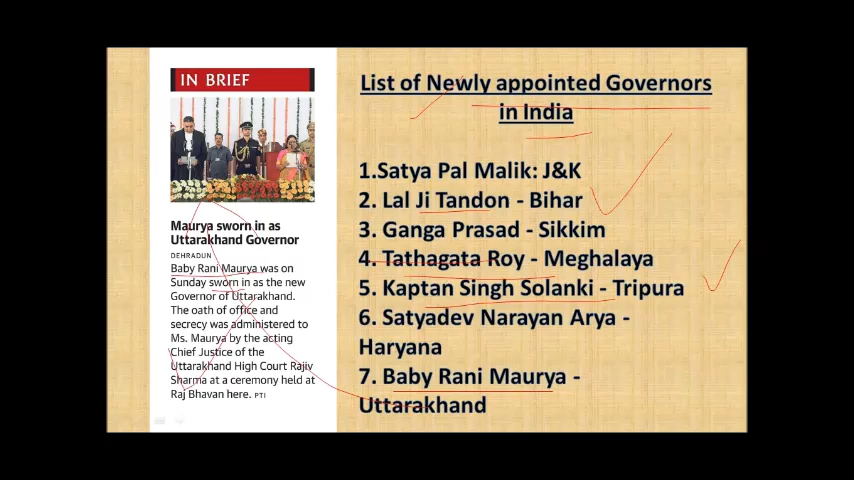 IN BRIEF
Maurya sworn in as
Uttarakhand Governor
DEHRADUN
Baby Rani Maurya was on
Sunday sworn in as the new
Governor of Uttarakhand.
The oath of office and
secrecy was administered to
Ms. Maurya by the acting
Chief Justice of the
Uttarakhand High Court Rajiv
Sharma at a ceremony held at
Raj Bhavan here. PTI
List of Newly appointed Governors
in India
1.Satya Pal Malik: J&K
2. Lal Ji Tandon - Bihar
3. Ganga Prasad - Sikkim
4. Tathagata Roy - Meghalaya
5. Kaptan Singh Solanki - Tripura
6. Satyadev Narayan Arya -
Haryana
7. Baby Rani Maurya -
Uttarakhand